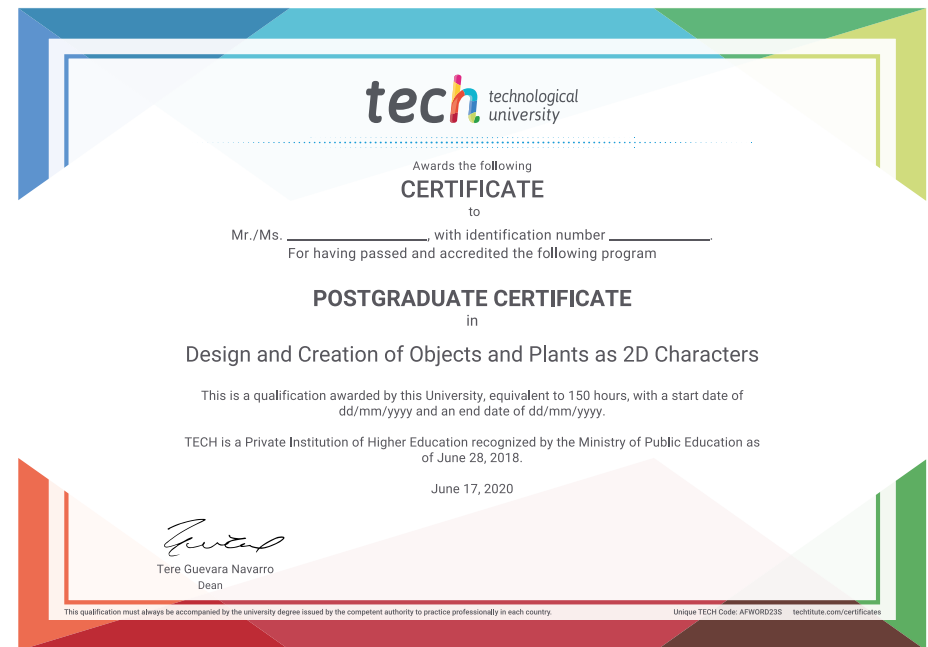 tech technological
university
Awards the following
CERTIFICATE
to
Mr./Ms. ____________________, with identification number ______________.
For having passed and accredited the following program
POSTGRADUATE CERTIFICATE
in
Design and Creation of Objects and Plants as 2D Characters
This is a qualification awarded by this University, equivalent to 150 hours, with a start date of
dd/mm/yyyy and an end date of dd/mm/yyyy.
TECH is a Private Institution of Higher Education recognized by the Ministry of Public Education as
of June 28, 2018.
June 17, 2020
Tere Guevara Navarro
Dean
This qualification must always be accompanied by the university degree issued by the competent authority to practice professionally in each country. Unique TECH Code: AFWORD23S techtitute.com/certificates